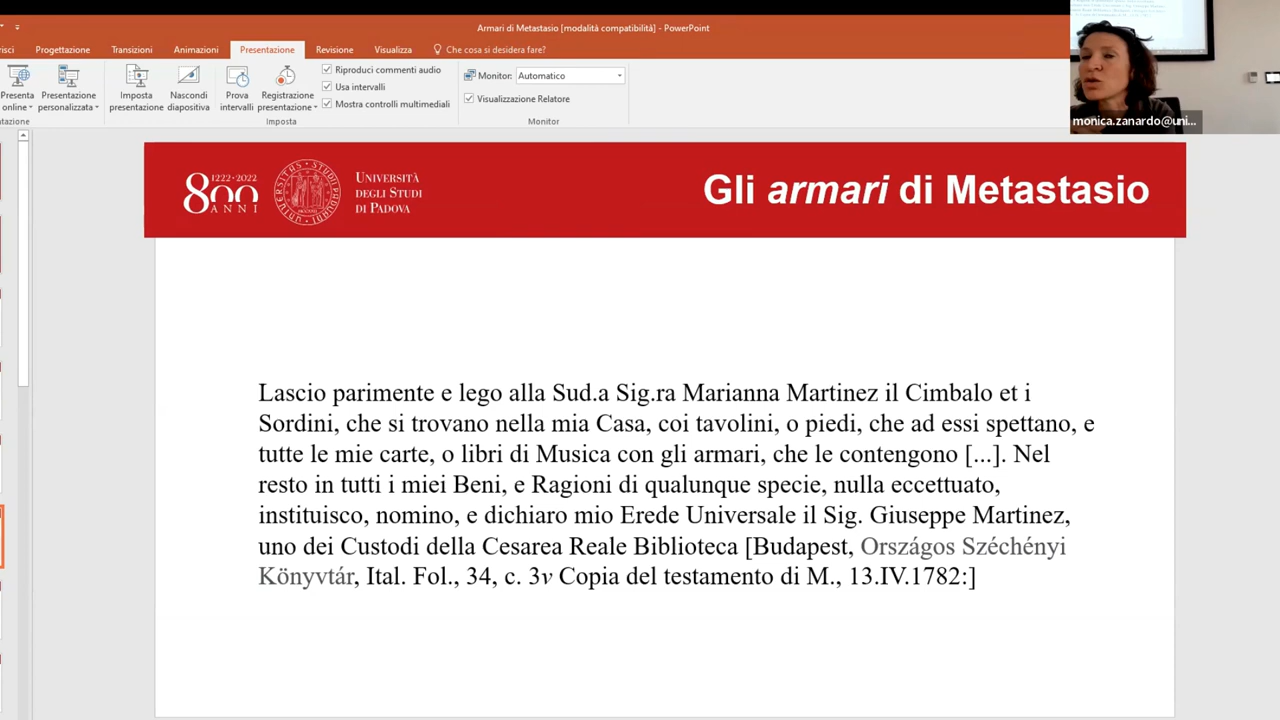 Armari di Metastasio [modalità compatibilità] - PowerPoint
Progettazione Transizioni Animazioni Presentazione Revisione Visualizza Che cosa si desidera fare?
Presenta online
Presentazione personalizzata
Imposta presentazione
Nascondi diapositiva
Prova intervalli
Registrazione presentazione
Riproduci commenti audio
Usa intervalli
Mostra controlli multimediali
Imposta
Monitor: Automatico
Visualizzazione Relatore
Monitor
monica.zanardo@uni...
1222·2022
800
ANNI
UNIVERSITÀ
DEGLI STUDI
DI PADOVA
Gli armari di Metastasio
Lascio parimente e lego alla Sud.a Sig.ra Marianna Martinez il Cimbalo et i
Sordini, che si trovano nella mia Casa, coi tavolini, o piedi, che ad essi spettano, e
tutte le mie carte, o libri di Musica con gli armari, che le contengono [...]. Nel
resto in tutti i miei Beni, e Ragioni di qualunque specie, nulla eccettuato,
instituisco, nomino, e dichiaro mio Erede Universale il Sig. Giuseppe Martinez,
uno dei Custodi della Cesarea Reale Biblioteca [Budapest, Országos Széchényi
Könyvtár, Ital. Fol., 34, c. 3v Copia del testamento di M., 13.IV.1782:]